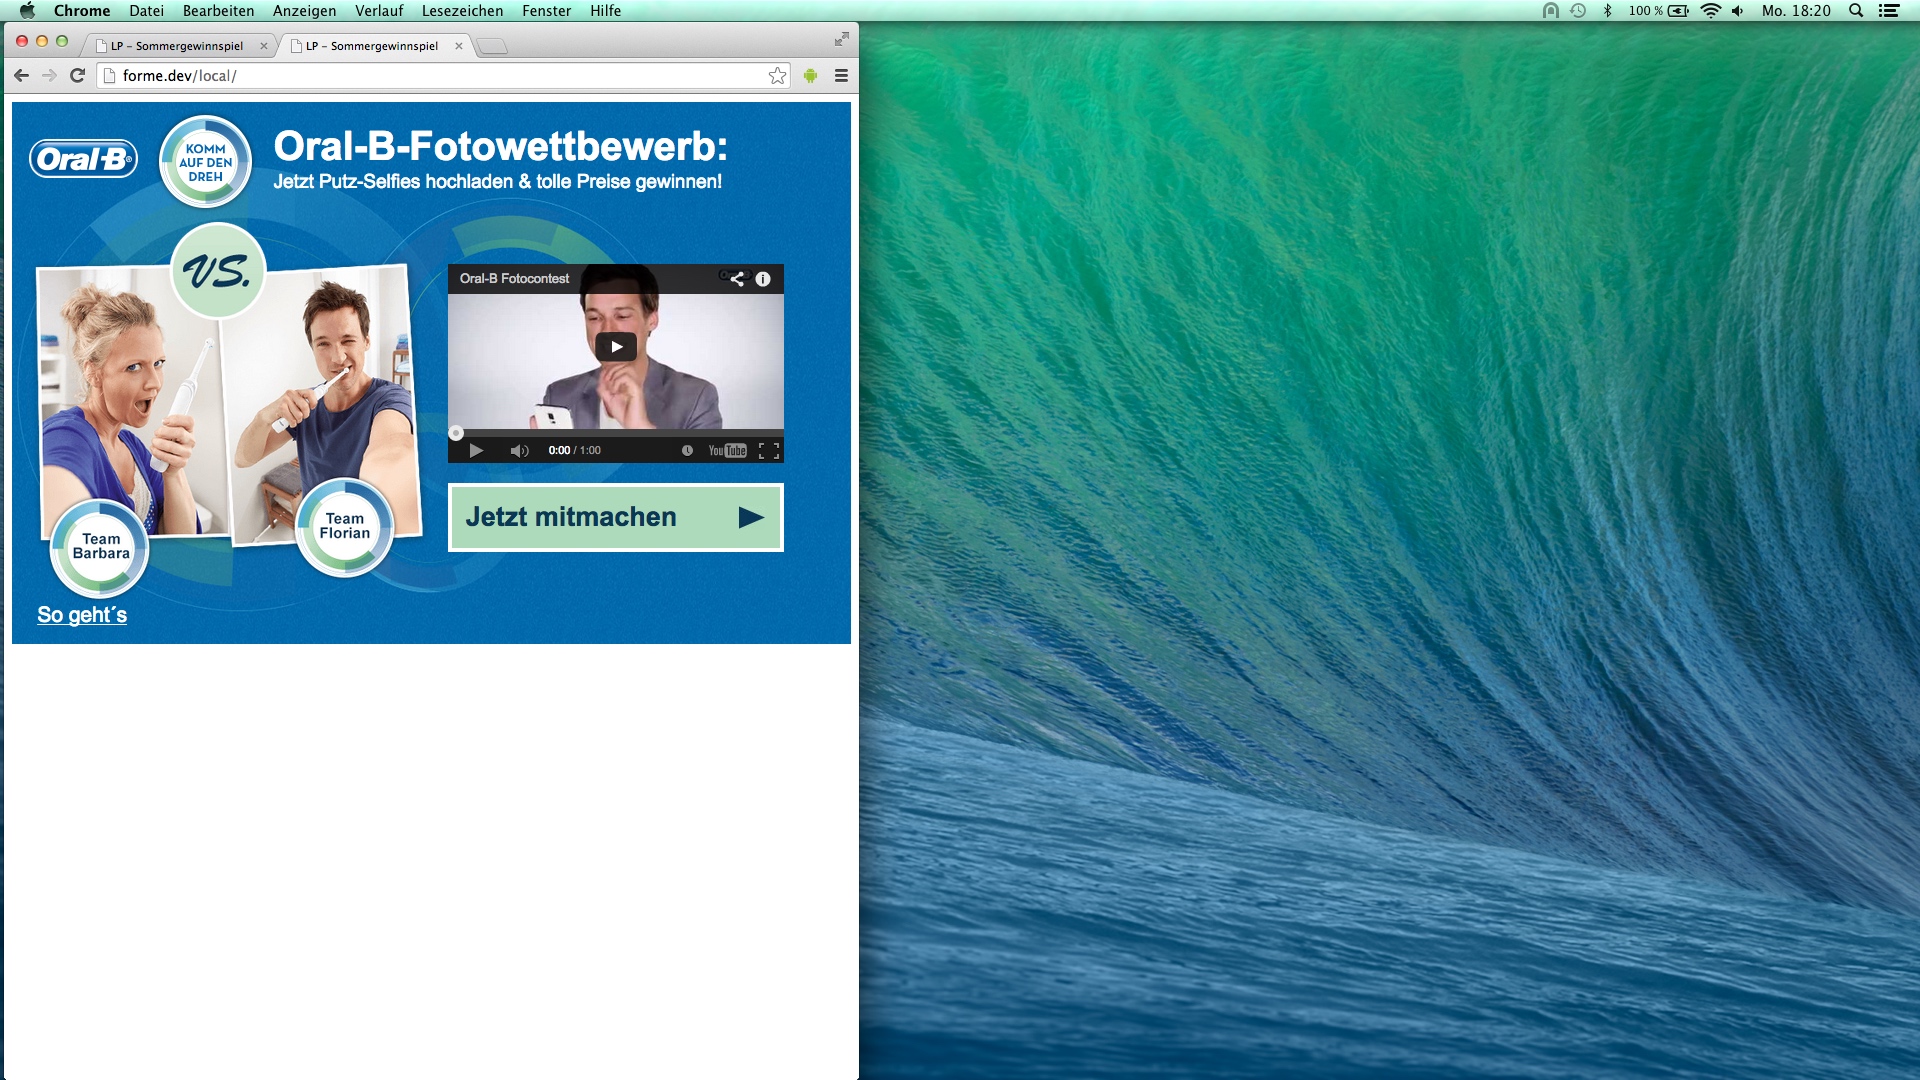 Chrome Datei Bearbeiten Anzeigen Verlauf Lesezeichen Fenster Hilfe
100 % Mo. 18:20
LP – Sommergewinnspiel
LP – Sommergewinnspiel
forme.dev/local/
Oral-B®
KOMM
AUF DEN
DREH
Oral-B-Fotowettbewerb:
Jetzt Putz-Selfies hochladen & tolle Preise gewinnen!
VS.
Oral-B Fotocontest
0:00 / 1:00
YouTube
Jetzt mitmachen
Team
Florian
Team
Barbara
So geht´s